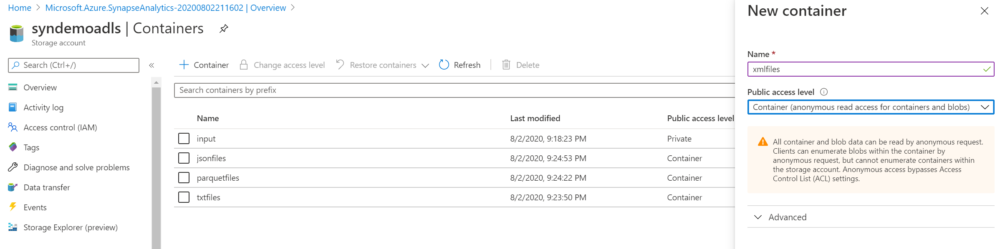 Home > Microsoft.Azure.SynapseAnalytics-20200802211602 | Overview >
syndemoadls | Containers
Storage account
Search (Ctrl+/)
«
Overview
Activity log
Access control (IAM)
Tags
Diagnose and solve problems
Data transfer
Events
Storage Explorer (preview)
Container Change access level Restore containers Refresh Delete
Search containers by prefix
Name Last modified Public access level
input 8/2/2020, 9:18:23 PM Private
jsonfiles 8/2/2020, 9:24:53 PM Container
parquetfiles 8/2/2020, 9:24:22 PM Container
txtfiles 8/2/2020, 9:23:50 PM Container
New container
Name *
xmlfiles
Public access level
Container (anonymous read access for containers and blobs)
All container and blob data can be read by anonymous request.
Clients can enumerate blobs within the container by
anonymous request, but cannot enumerate containers within
the storage account. Anonymous access bypasses Access
Control List (ACL) settings.
Advanced